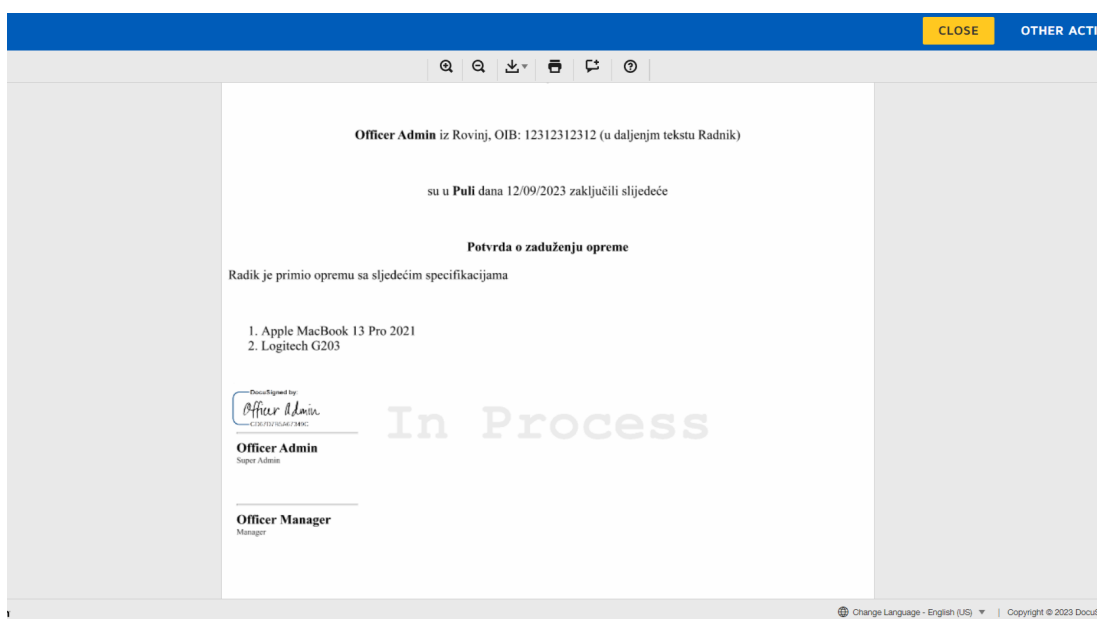 CLOSE OTHER ACTI
Officer Admin iz Rovinj, OIB: 12312312312 (u daljenjm tekstu Radnik)
su u Puli dana 12/09/2023 zaključili slijedeće
Potvrda o zaduženju opreme
Radik je primio opremu sa sljedećim specifikacijama
1. Apple MacBook 13 Pro 2021
2. Logitech G203
DocuSigned by:
Officer Admin
In Process
Officer Admin
Super Admin
Officer Manager
Manager
Change Language - English (US) | Copyright © 2023 DocuS